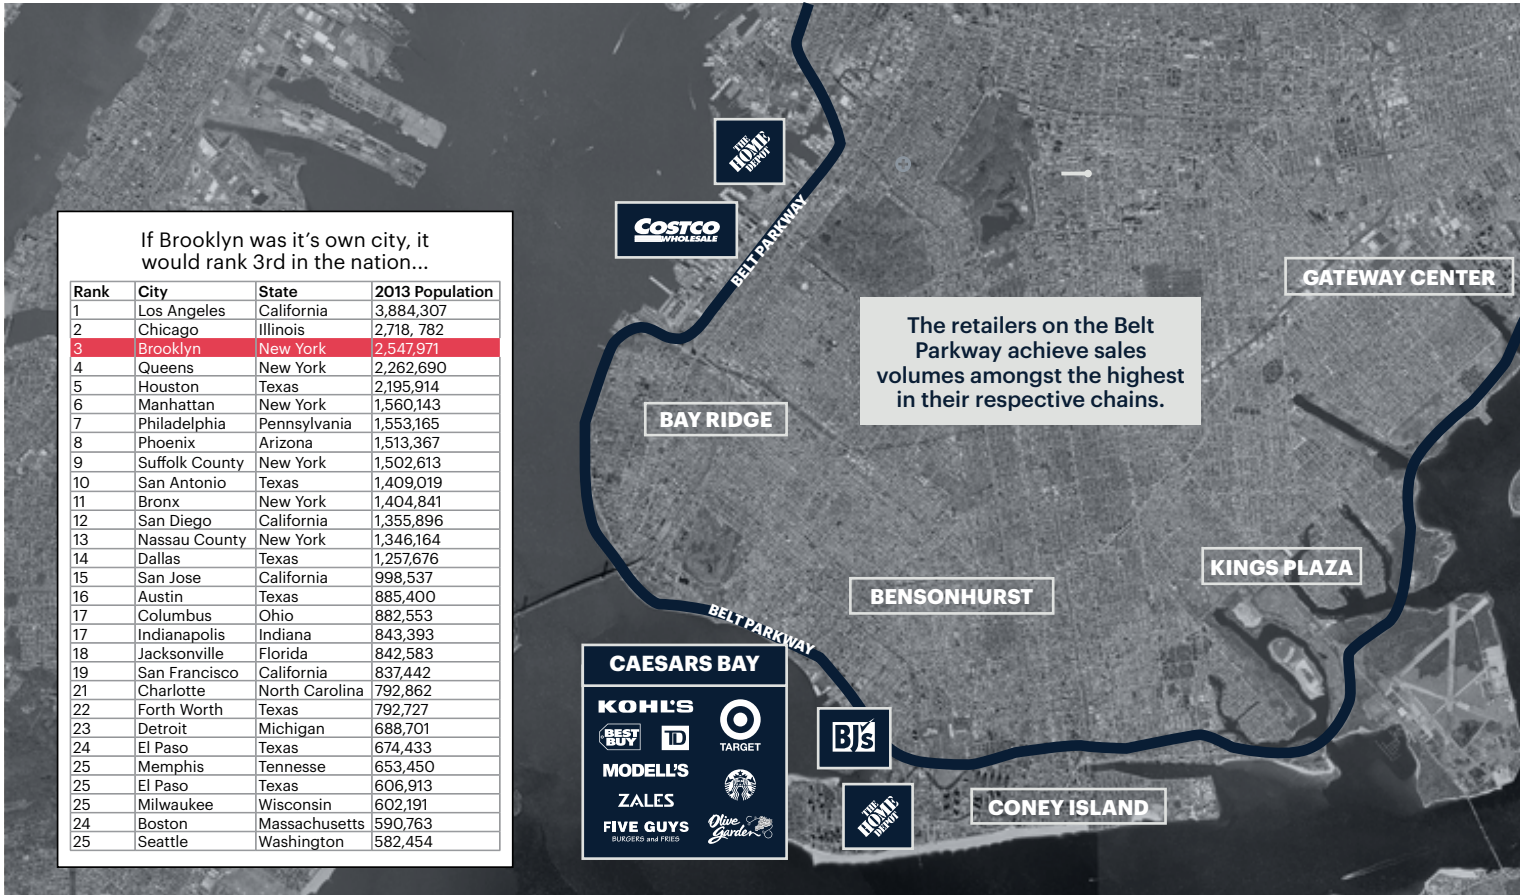 If Brooklyn was it's own city, it
would rank 3rd in the nation...
Rank City State 2013 Population
1 Los Angeles California 3,884,307
2 Chicago Illinois 2,718, 782
3 Brooklyn New York 2,547,971
4 Queens New York 2,262,690
5 Houston Texas 2,195,914
6 Manhattan New York 1,560,143
7 Philadelphia Pennsylvania 1,553,165
8 Phoenix Arizona 1,513,367
9 Suffolk County New York 1,502,613
10 San Antonio Texas 1,409,019
11 Bronx New York 1,404,841
12 San Diego California 1,355,896
13 Nassau County New York 1,346,164
14 Dallas Texas 1,257,676
15 San Jose California 998,537
16 Austin Texas 885,400
17 Columbus Ohio 882,553
17 Indianapolis Indiana 843,393
18 Jacksonville Florida 842,583
19 San Francisco California 837,442
21 Charlotte North Carolina 792,862
22 Forth Worth Texas 792,727
23 Detroit Michigan 688,701
24 El Paso Texas 674,433
25 Memphis Tennesse 653,450
25 El Paso Texas 606,913
25 Milwaukee Wisconsin 602,191
24 Boston Massachusetts 590,763
25 Seattle Washington 582,454
THE
HOME
DEPOT
COSTCO
WHOLESALE
BELT PARKWAY
GATEWAY CENTER
The retailers on the Belt
Parkway achieve sales
volumes amongst the highest
in their respective chains.
BAY RIDGE
KINGS PLAZA
BENSONHURST
BELT PARKWAY
CAESARS BAY
KOHL'S
BEST
BUY
TD
TARGET
MODELL'S
ZALES
FIVE GUYS
BURGERS and FRIES
Olive
Garden
BJ's
THE
HOME
DEPOT
CONEY ISLAND